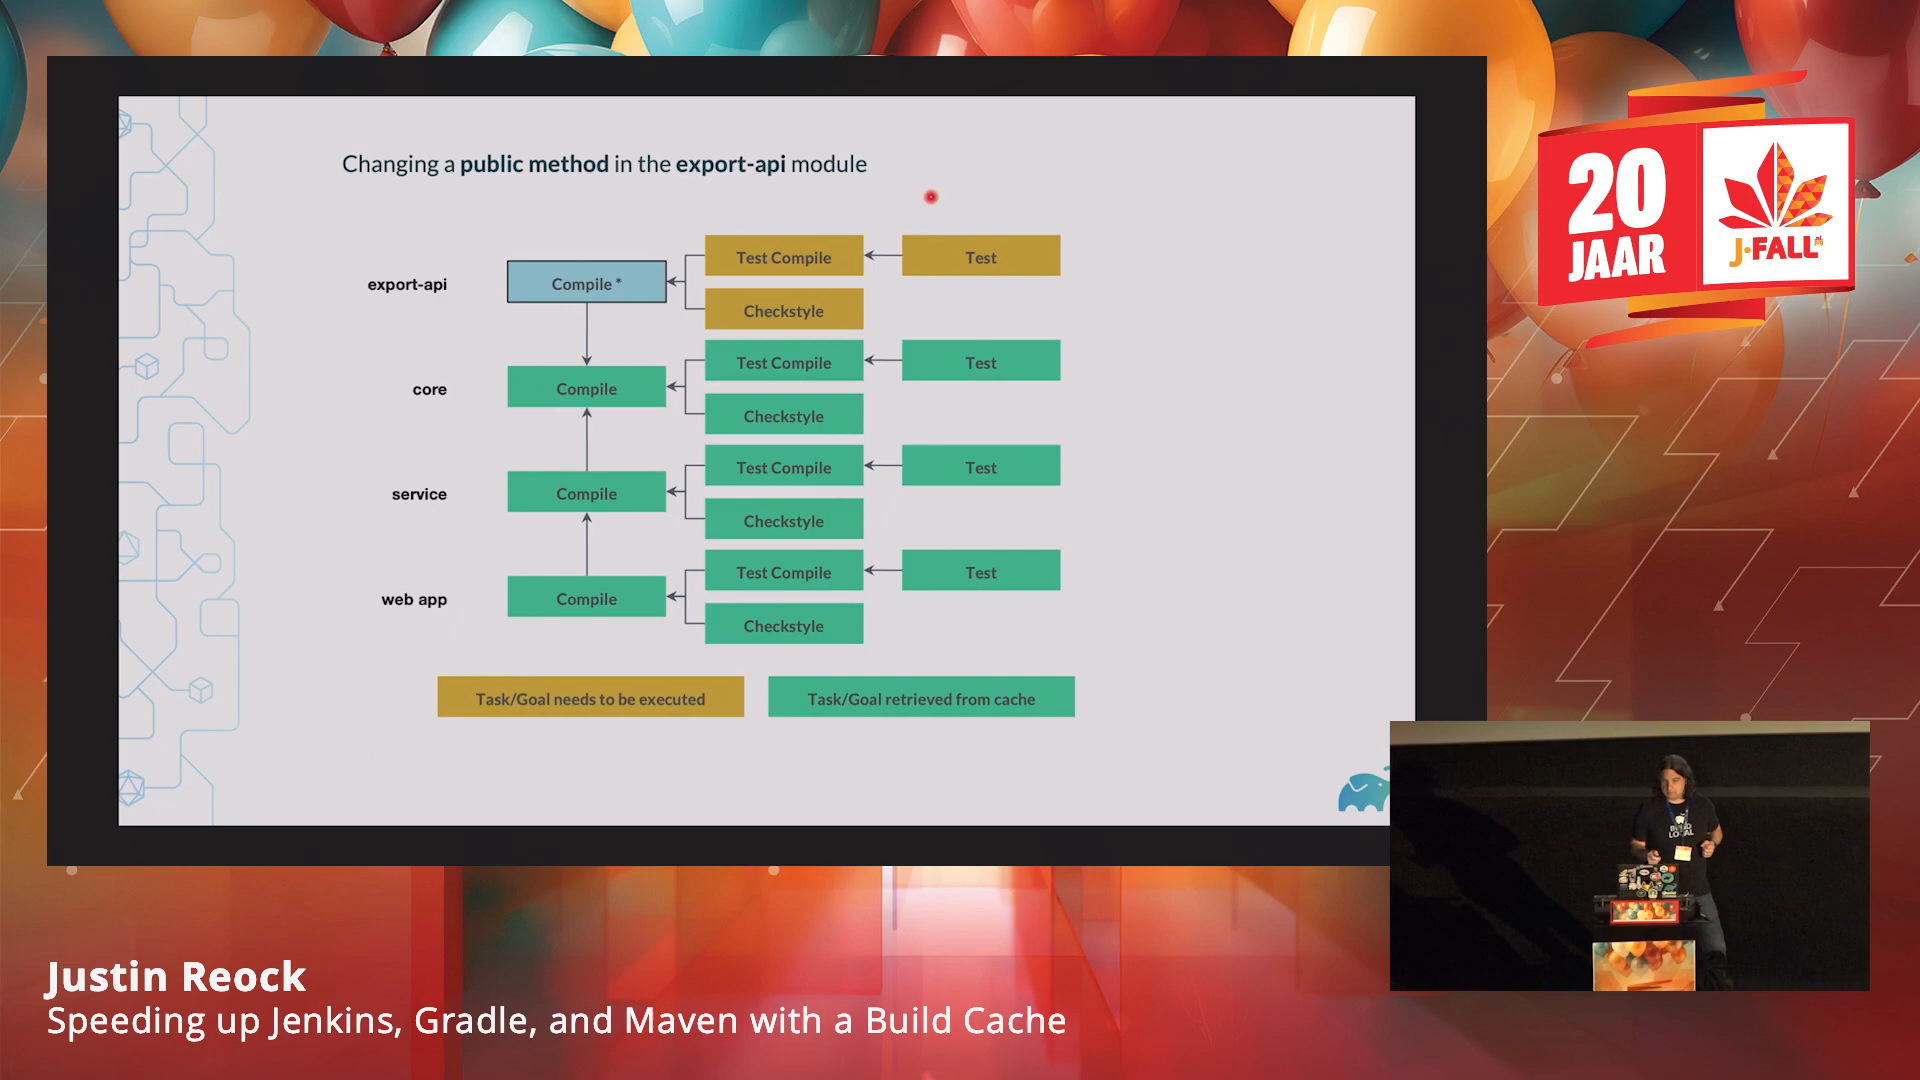 Changing a public method in the export-api module
export-api
Compile *
Test Compile
Test
Checkstyle
core
Compile
Test Compile
Test
Checkstyle
service
Compile
Test Compile
Test
Checkstyle
web app
Compile
Test Compile
Test
Checkstyle
Task/Goal needs to be executed
Task/Goal retrieved from cache
20
JAAR
J-FALL
Justin Reock
Speeding up Jenkins, Gradle, and Maven with a Build Cache